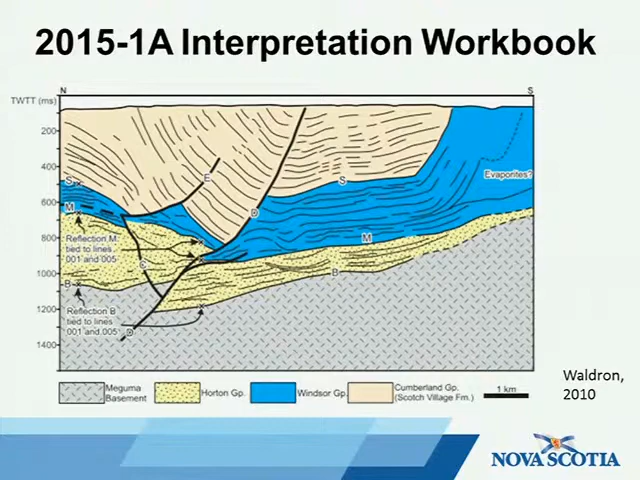 2015-1A Interpretation Workbook
N
S
TWTT (ms)
200
400
600
800
1000
1200
1400
S
M
B
E
D
C
D
S
M
B
Evaporites?
Reflection M
tied to lines
001 and 005
Reflection B
tied to lines
001 and 005
Meguma
Basement
Horton Gp.
Windsor Gp.
Cumberland Gp.
(Scotch Village Fm.)
1 km
Waldron,
2010
NOVA SCOTIA